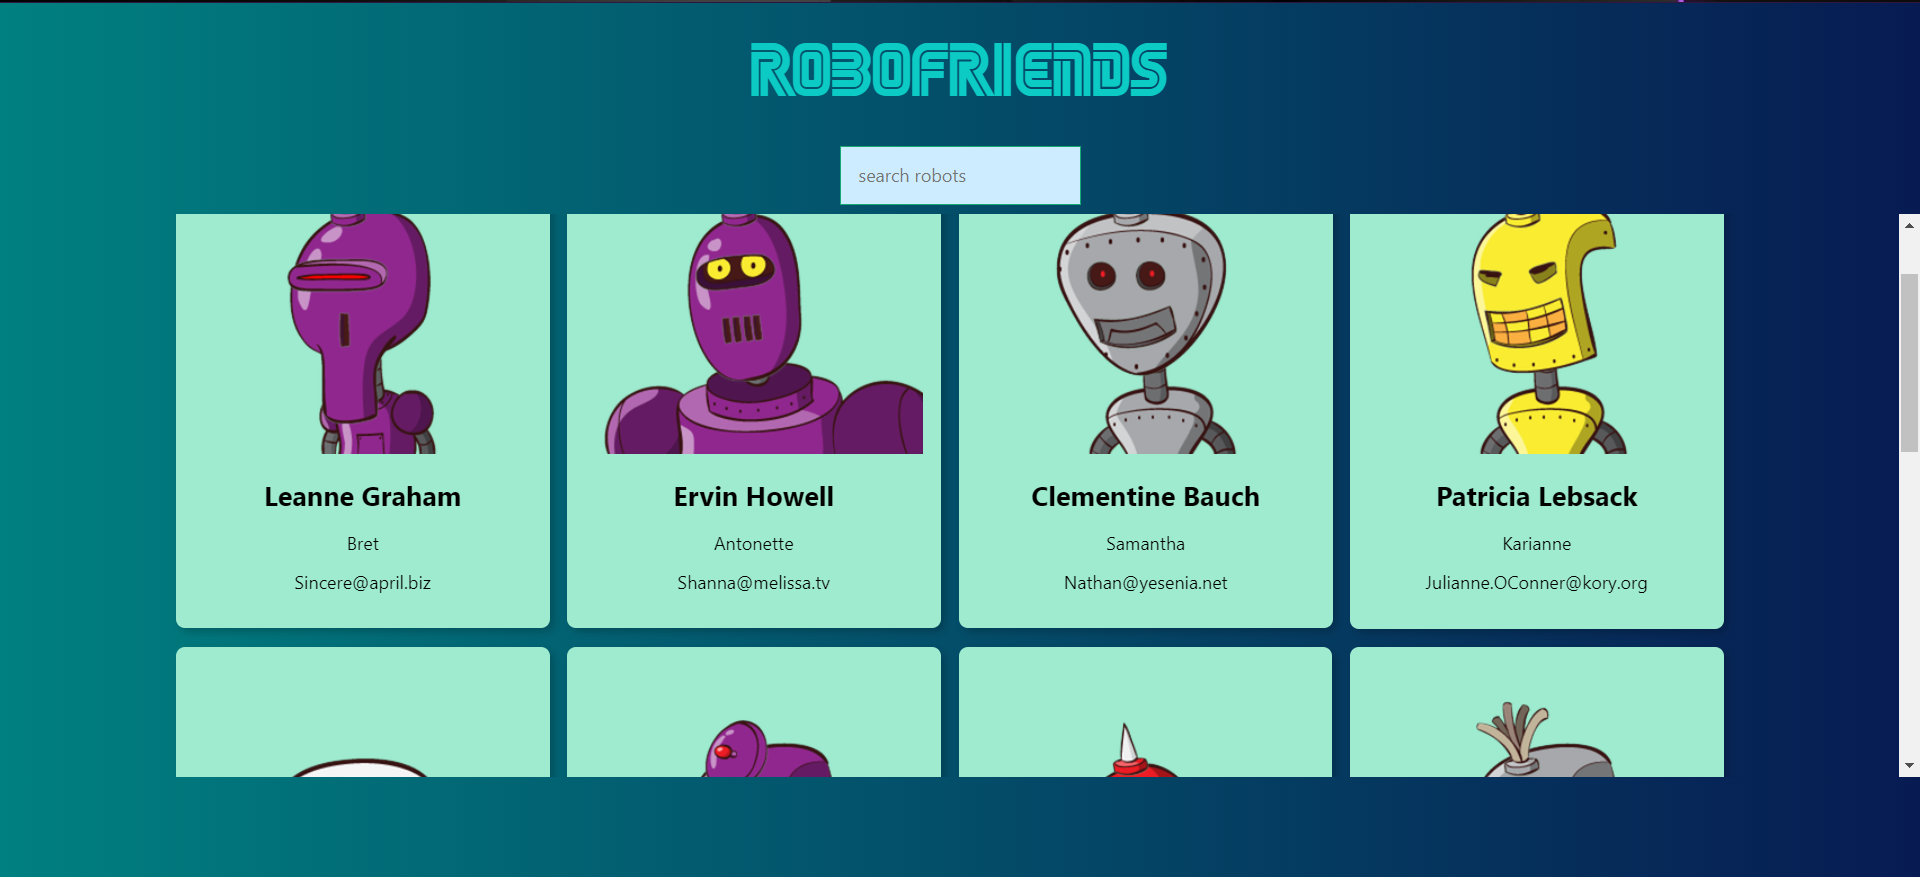 ROBOFRIENDS
search robots
Leanne Graham
Bret
Sincere@april.biz
Ervin Howell
Antonette
Shanna@melissa.tv
Clementine Bauch
Samantha
Nathan@yesenia.net
Patricia Lebsack
Karianne
Julianne.OConner@kory.org